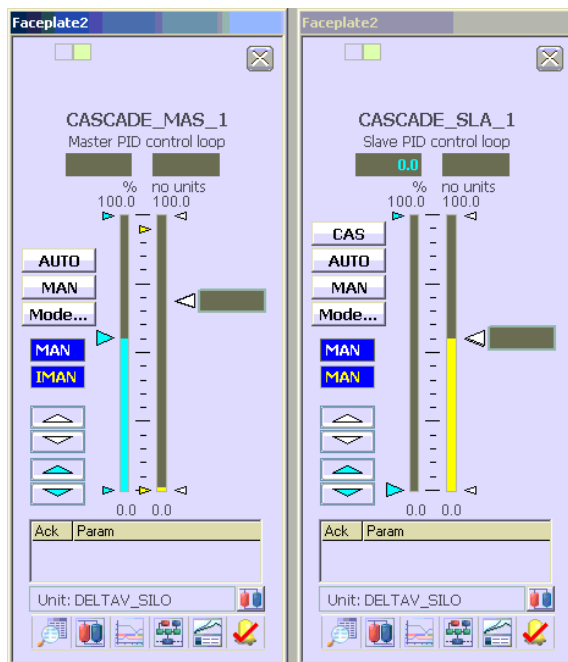 Faceplate2
CASCADE_MAS_1
Master PID control loop
% no units
100.0 100.0
AUTO
MAN
Mode...
MAN
IMAN
0.0 0.0
Ack Param
Unit: DELTAV_SILO
Faceplate2
CASCADE_SLA_1
Slave PID control loop
0.0
% no units
100.0 100.0
CAS
AUTO
MAN
Mode...
MAN
MAN
0.0 0.0
Ack Param
Unit: DELTAV_SILO